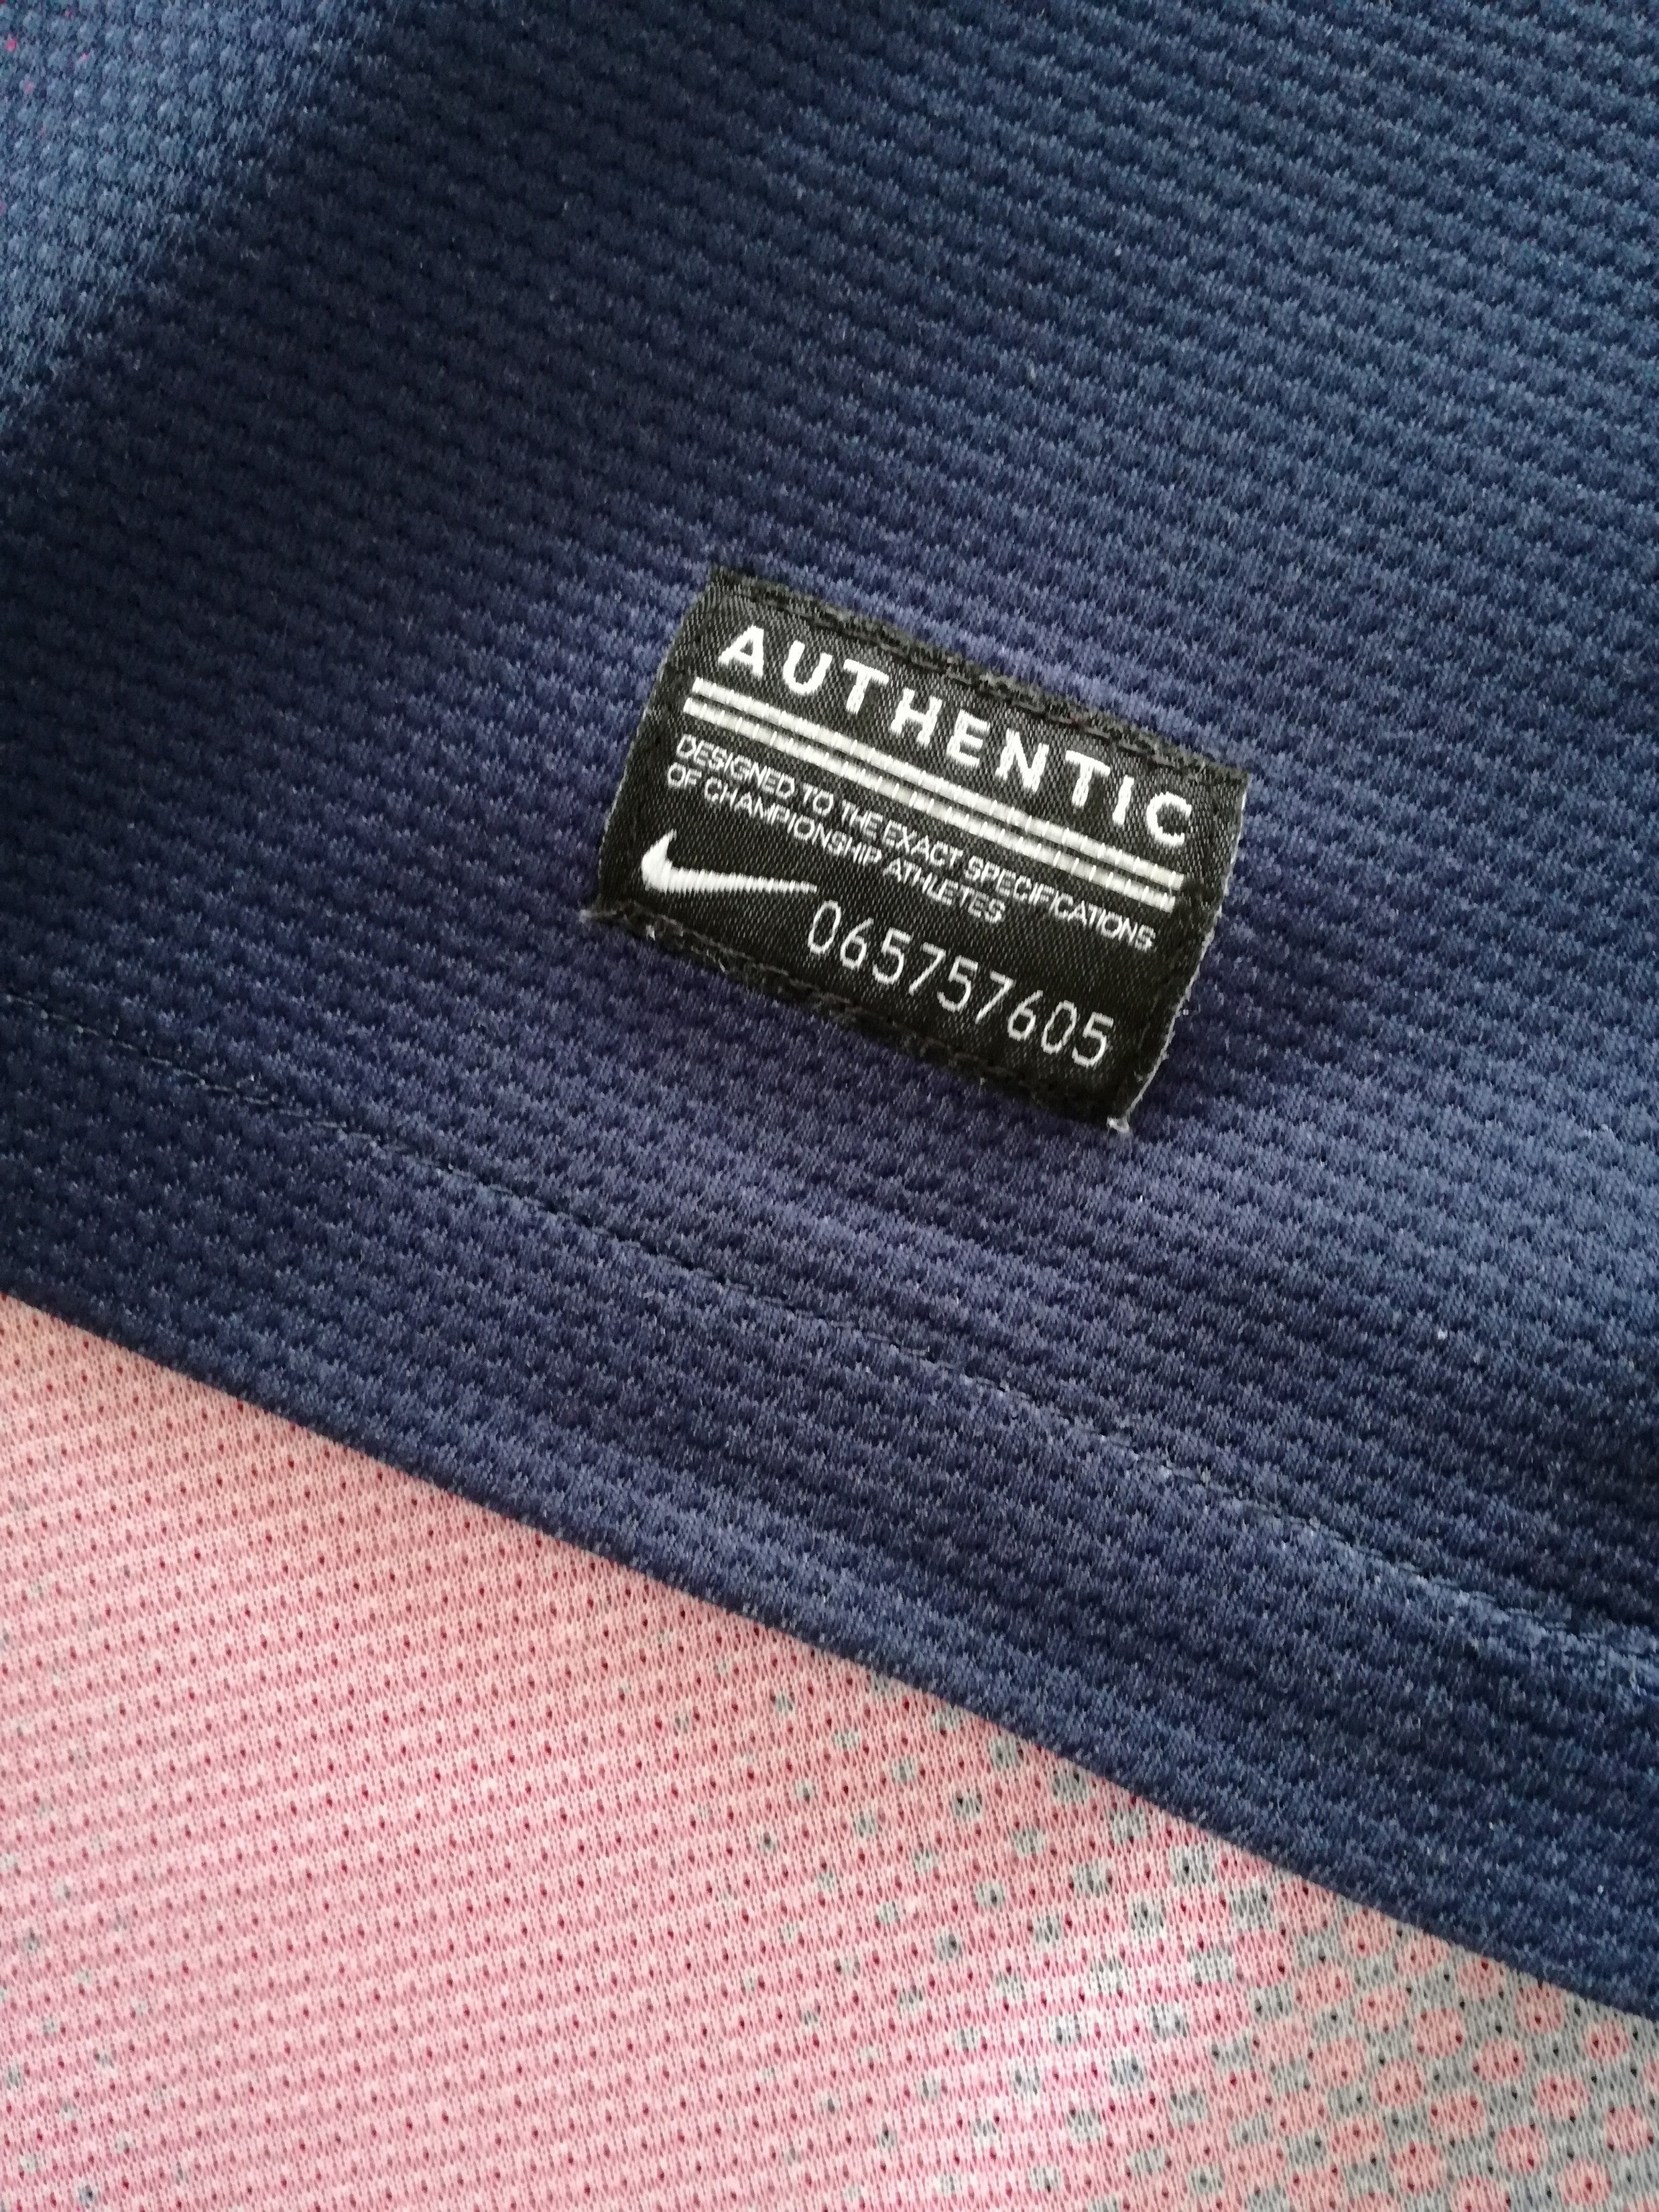 AUTHENTIC
DESIGNED TO THE EXACT SPECIFICATIONS
OF CHAMPIONSHIP ATHLETES
065757605